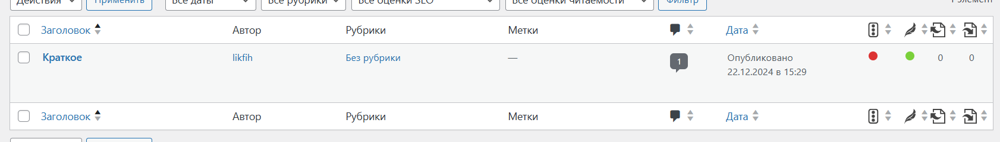 Действия Применить Все даты Все рубрики Все оценки SEO Все оценки читаемости Фильтр 1 элемент
Заголовок Автор Рубрики Метки Дата
Краткое likfih Без рубрики — 1 Опубликовано 0 0
22.12.2024 в 15:29
Заголовок Автор Рубрики Метки Дата